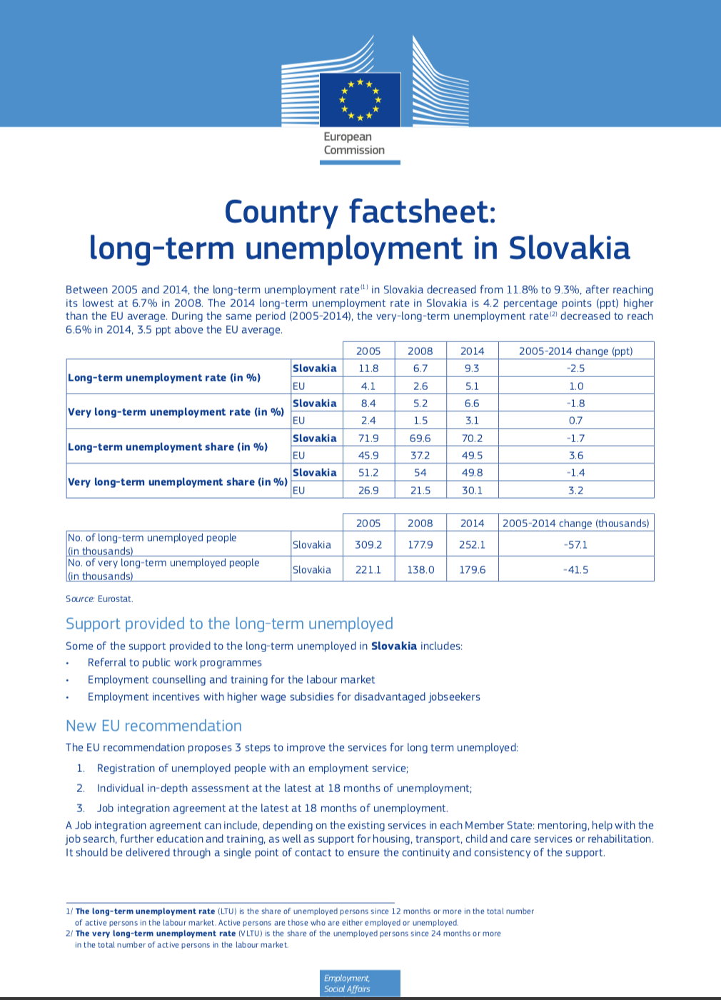 European
Commission
Country factsheet:
long-term unemployment in Slovakia
Between 2005 and 2014, the long-term unemployment rate(1) in Slovakia decreased from 11.8% to 9.3%, after reaching
its lowest at 6.7% in 2008. The 2014 long-term unemployment rate in Slovakia is 4.2 percentage points (ppt) higher
than the EU average. During the same period (2005-2014), the very-long-term unemployment rate(2) decreased to reach
6.6% in 2014, 3.5 ppt above the EU average.
2005 2008 2014 2005-2014 change (ppt)
Long-term unemployment rate (in %) Slovakia 11.8 6.7 9.3 -2.5
EU 4.1 2.6 5.1 1.0
Very long-term unemployment rate (in %) Slovakia 8.4 5.2 6.6 -1.8
EU 2.4 1.5 3.1 0.7
Long-term unemployment share (in %) Slovakia 71.9 69.6 70.2 -1.7
EU 45.9 37.2 49.5 3.6
Very long-term unemployment share (in %) Slovakia 51.2 54 49.8 -1.4
EU 26.9 21.5 30.1 3.2
2005 2008 2014 2005-2014 change (thousands)
No. of long-term unemployed people
(in thousands) Slovakia 309.2 177.9 252.1 -57.1
No. of very long-term unemployed people
(in thousands) Slovakia 221.1 138.0 179.6 -41.5
Source: Eurostat.
Support provided to the long-term unemployed
Some of the support provided to the long-term unemployed in Slovakia includes:
• Referral to public work programmes
• Employment counselling and training for the labour market
• Employment incentives with higher wage subsidies for disadvantaged jobseekers
New EU recommendation
The EU recommendation proposes 3 steps to improve the services for long term unemployed:
1. Registration of unemployed people with an employment service;
2. Individual in-depth assessment at the latest at 18 months of unemployment;
3. Job integration agreement at the latest at 18 months of unemployment.
A Job integration agreement can include, depending on the existing services in each Member State: mentoring, help with the
job search, further education and training, as well as support for housing, transport, child and care services or rehabilitation.
It should be delivered through a single point of contact to ensure the continuity and consistency of the support.
1/ The long-term unemployment rate (LTU) is the share of unemployed persons since 12 months or more in the total number
of active persons in the labour market. Active persons are those who are either employed or unemployed.
2/ The very long-term unemployment rate (VLTU) is the share of the unemployed persons since 24 months or more
in the total number of active persons in the labour market.
Employment,
Social Affairs